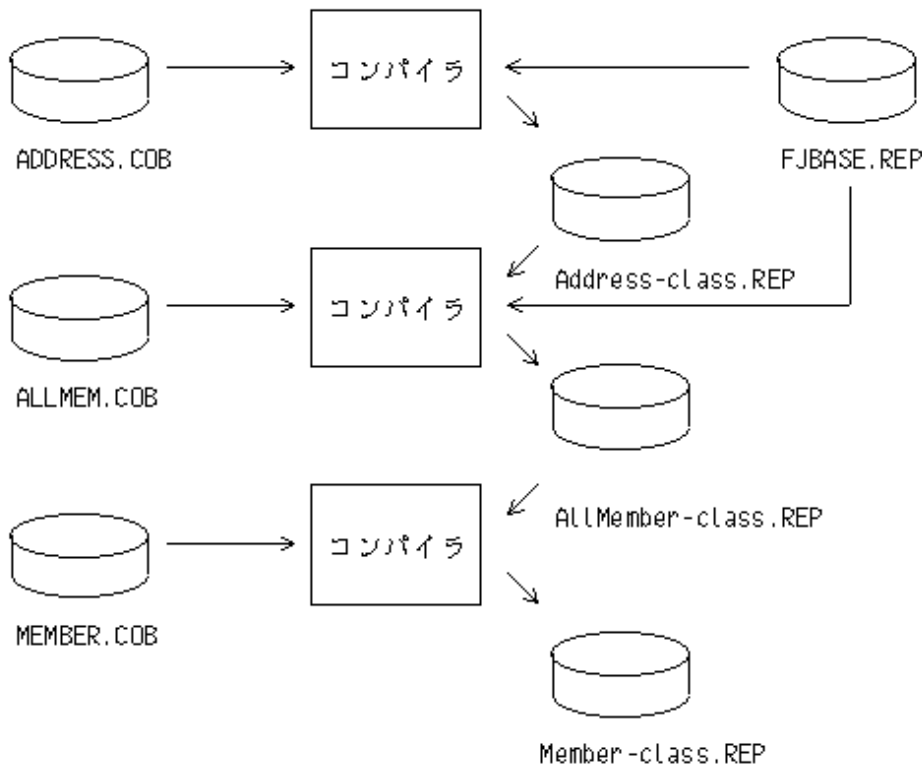 コンパイラ
ADDRESS.COB
FJBASE.REP
Address-class.REP
コンパイラ
ALLMEM.COB
AllMember-class.REP
コンパイラ
MEMBER.COB
Member-class.REP